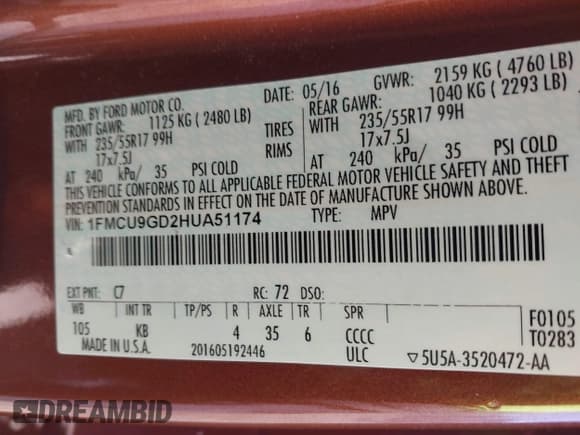 MFD. BY FORD MOTOR CO.
DATE: 05/16
GVWR: 2159 KG ( 4760 LB)
FRONT GAWR: 1125 KG ( 2480 LB)
REAR GAWR: 1040 KG ( 2293 LB)
WITH 235/55R17 99H TIRES WITH 235/55R17 99H
17x7.5J RIMS 17x7.5J
AT 240 kPa/ 35 PSI COLD AT 240 kPa/ 35 PSI COLD
THIS VEHICLE CONFORMS TO ALL APPLICABLE FEDERAL MOTOR VEHICLE SAFETY AND THEFT
PREVENTION STANDARDS IN EFFECT ON THE DATE OF MANUFACTURE SHOWN ABOVE.
VIN: 1FMCU9GD2HUA51174 TYPE: MPV
EXT PNT: C7 RC: 72 DSO:
WB INT TR TP/PS R AXLE TR SPR
105 KB 4 35 6 CCCC
F0105
T0283
MADE IN U.S.A. 201605192446 ULC ▽5U5A-3520472-AA
DREAMBID